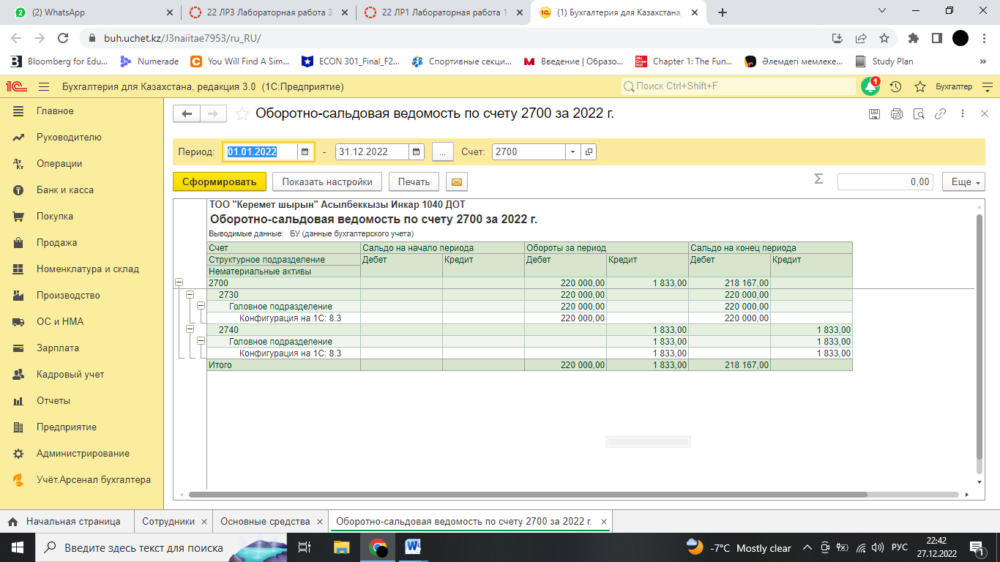 (2) WhatsApp
22 ЛР3 Лабораторная работа 3
22 ЛР1 Лабораторная работа 1
(1) Бухгалтерия для Казахстана,
buh.uchet.kz/J3naiitae7953/ru_RU/
Bloomberg for Edu...
Numerade
You Will Find A Sim...
ECON 301_Final_F2...
Спортивные секци...
Введение | Образо...
Chapter 1: The Fun...
Әлемдегі мемлеке...
Study Plan
»
1С Бухгалтерия для Казахстана, редакция 3.0 (1С:Предприятие)
Поиск Ctrl+Shift+F
1
Бухгалтер
Главное
Руководителю
Операции
Банк и касса
Покупка
Продажа
Номенклатура и склад
Производство
ОС и НМА
Зарплата
Кадровый учет
Отчеты
Предприятие
Администрирование
Учёт.Арсенал бухгалтера
Оборотно-сальдовая ведомость по счету 2700 за 2022 г.
Период: 01.01.2022 - 31.12.2022 ... Счет: 2700
Сформировать Показать настройки Печать Σ 0,00 Еще
ТОО "Керемет шырын" Асылбеккызы Инкар 1040 ДОТ
Оборотно-сальдовая ведомость по счету 2700 за 2022 г.
Выводимые данные: БУ (данные бухгалтерского учета)
Счет Сальдо на начало периода Обороты за период Сальдо на конец периода
Структурное подразделение Дебет Кредит Дебет Кредит Дебет Кредит
Нематериальные активы
2700 220 000,00 1 833,00 218 167,00
2730 220 000,00 220 000,00
Головное подразделение 220 000,00 220 000,00
Конфигурация на 1С: 8.3 220 000,00 220 000,00
2740 1 833,00 1 833,00
Головное подразделение 1 833,00 1 833,00
Конфигурация на 1С: 8.3 1 833,00 1 833,00
Итого 220 000,00 1 833,00 218 167,00
Начальная страница
Сотрудники
Основные средства
Оборотно-сальдовая ведомость по счету 2700 за 2022 г.
Введите здесь текст для поиска
-7°C Mostly clear
РУС
22:42
27.12.2022
1